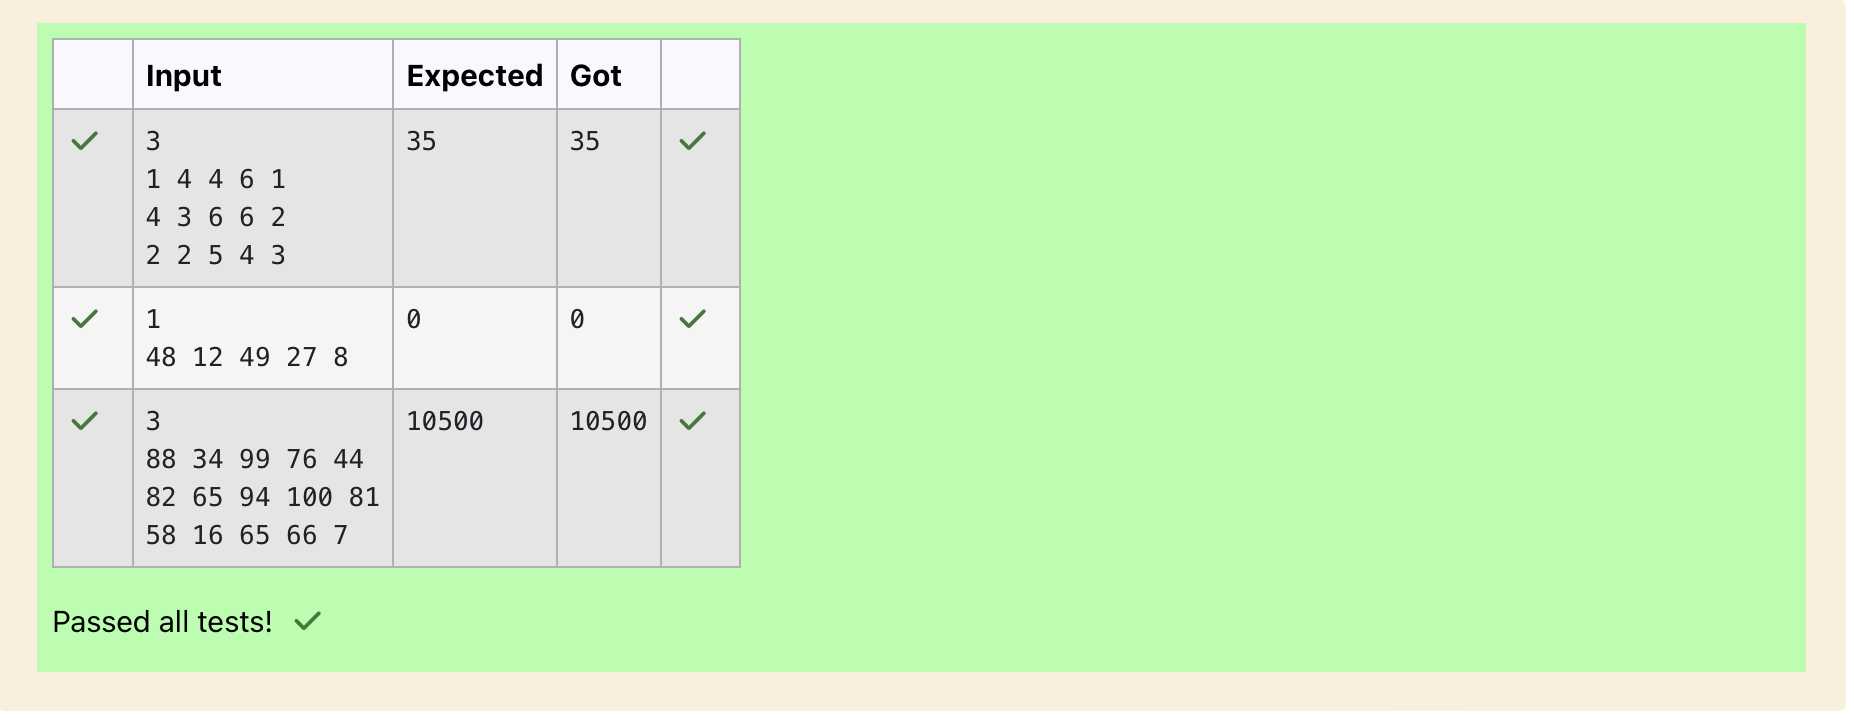 Input Expected Got
3 35 35
1 4 4 6 1
4 3 6 6 2
2 2 5 4 3
1 0 0
48 12 49 27 8
3 10500 10500
88 34 99 76 44
82 65 94 100 81
58 16 65 66 7
Passed all tests!